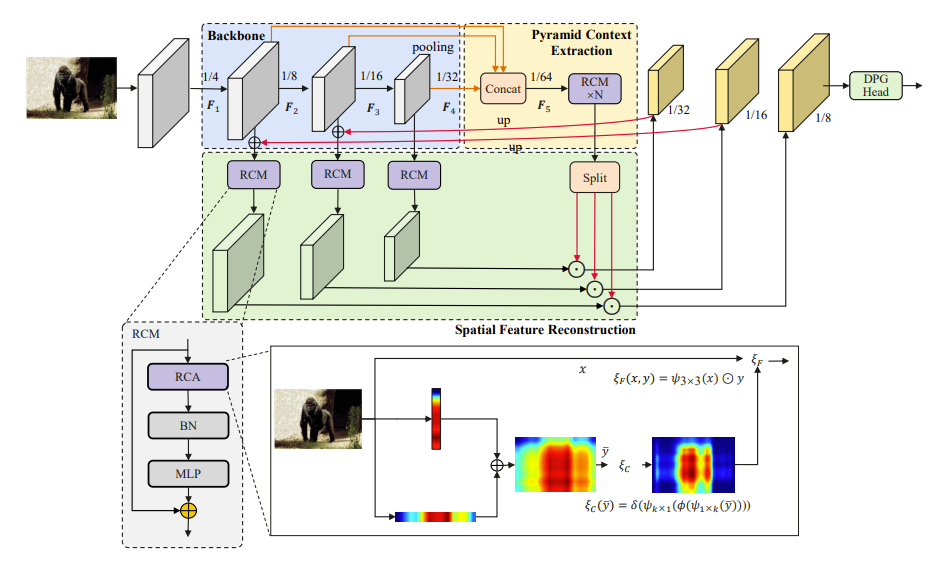 Backbone
Pyramid Context
Extraction
pooling
1/4
1/8
1/16
1/32
1/64
F1
F2
F3
F4
F5
Concat
RCM
×N
1/32
1/16
1/8
DPG
Head
up
up
RCM
RCM
RCM
Split
Spatial Feature Reconstruction
RCM
RCA
BN
MLP
x
ξF
ξF(x, y) = ψ3×3(x) ⊙ y
ȳ
ξC
ξC(ȳ) = δ(ψk×1(ϕ(ψ1×k(ȳ))))